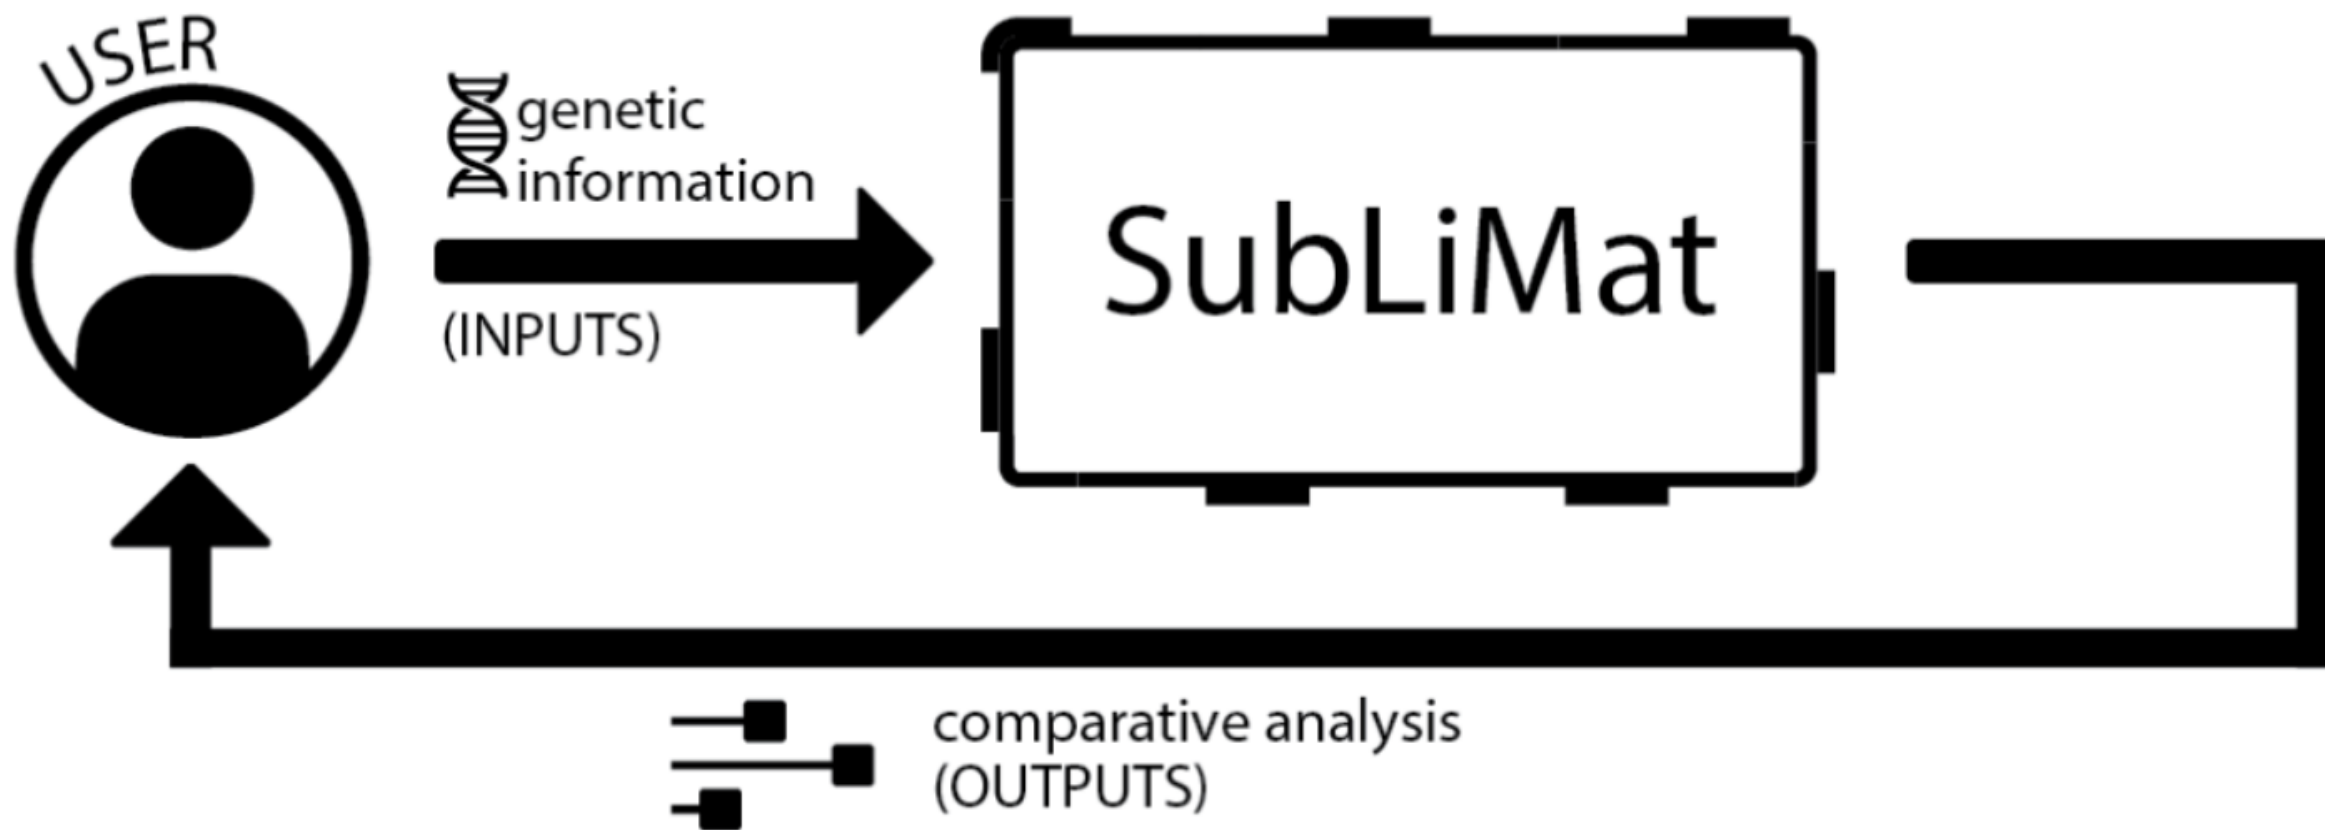 USER
genetic
information
(INPUTS)
SubLiMat
comparative analysis
(OUTPUTS)